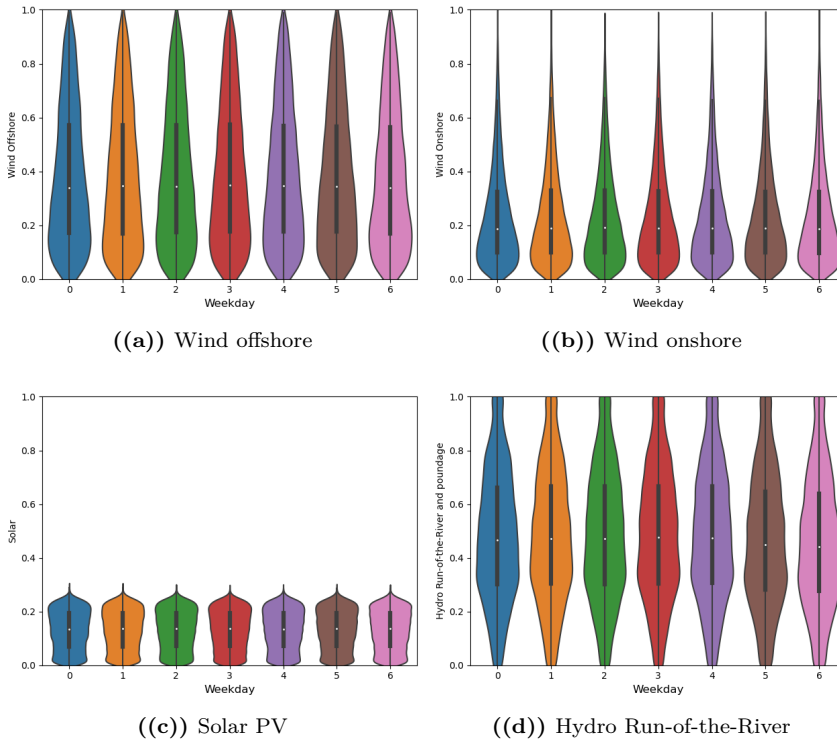 1.0
0.8
0.6
0.4
0.2
0.0
Wind Offshore
0 1 2 3 4 5 6
Weekday
((a)) Wind offshore
1.0
0.8
0.6
0.4
0.2
0.0
Wind Onshore
0 1 2 3 4 5 6
Weekday
((b)) Wind onshore
1.0
0.8
0.6
0.4
0.2
0.0
Solar
0 1 2 3 4 5 6
Weekday
((c)) Solar PV
1.0
0.8
0.6
0.4
0.2
0.0
Hydro Run-of-the-River and poundage
0 1 2 3 4 5 6
Weekday
((d)) Hydro Run-of-the-River